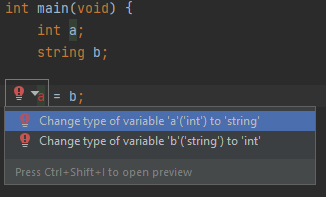 int main(void) {
int a;
string b;
a = b;
Change type of variable 'a'('int') to 'string'
Change type of variable 'b'('string') to 'int'
Press Ctrl+Shift+I to open preview